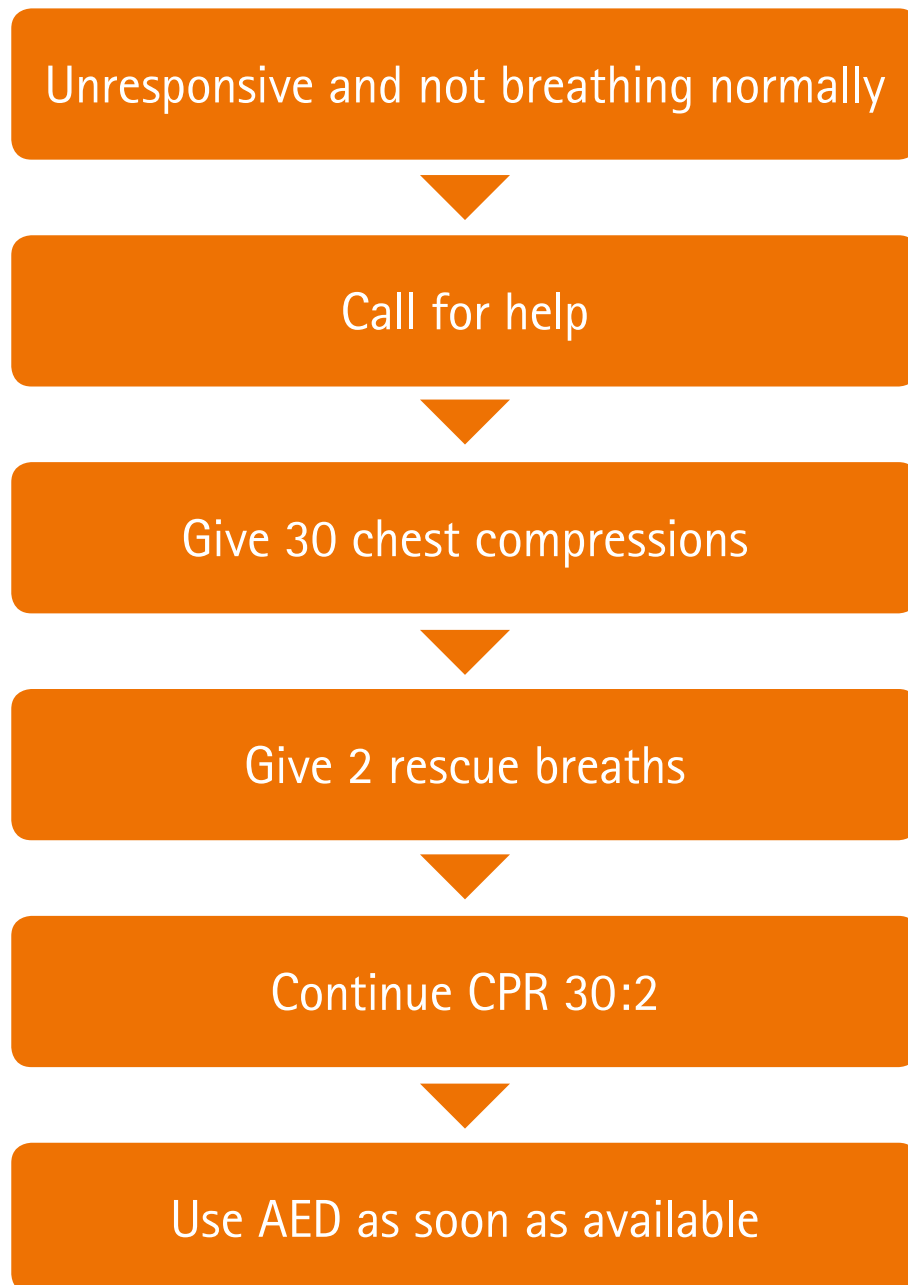 Unresponsive and not breathing normally
Call for help
Give 30 chest compressions
Give 2 rescue breaths
Continue CPR 30:2
Use AED as soon as available